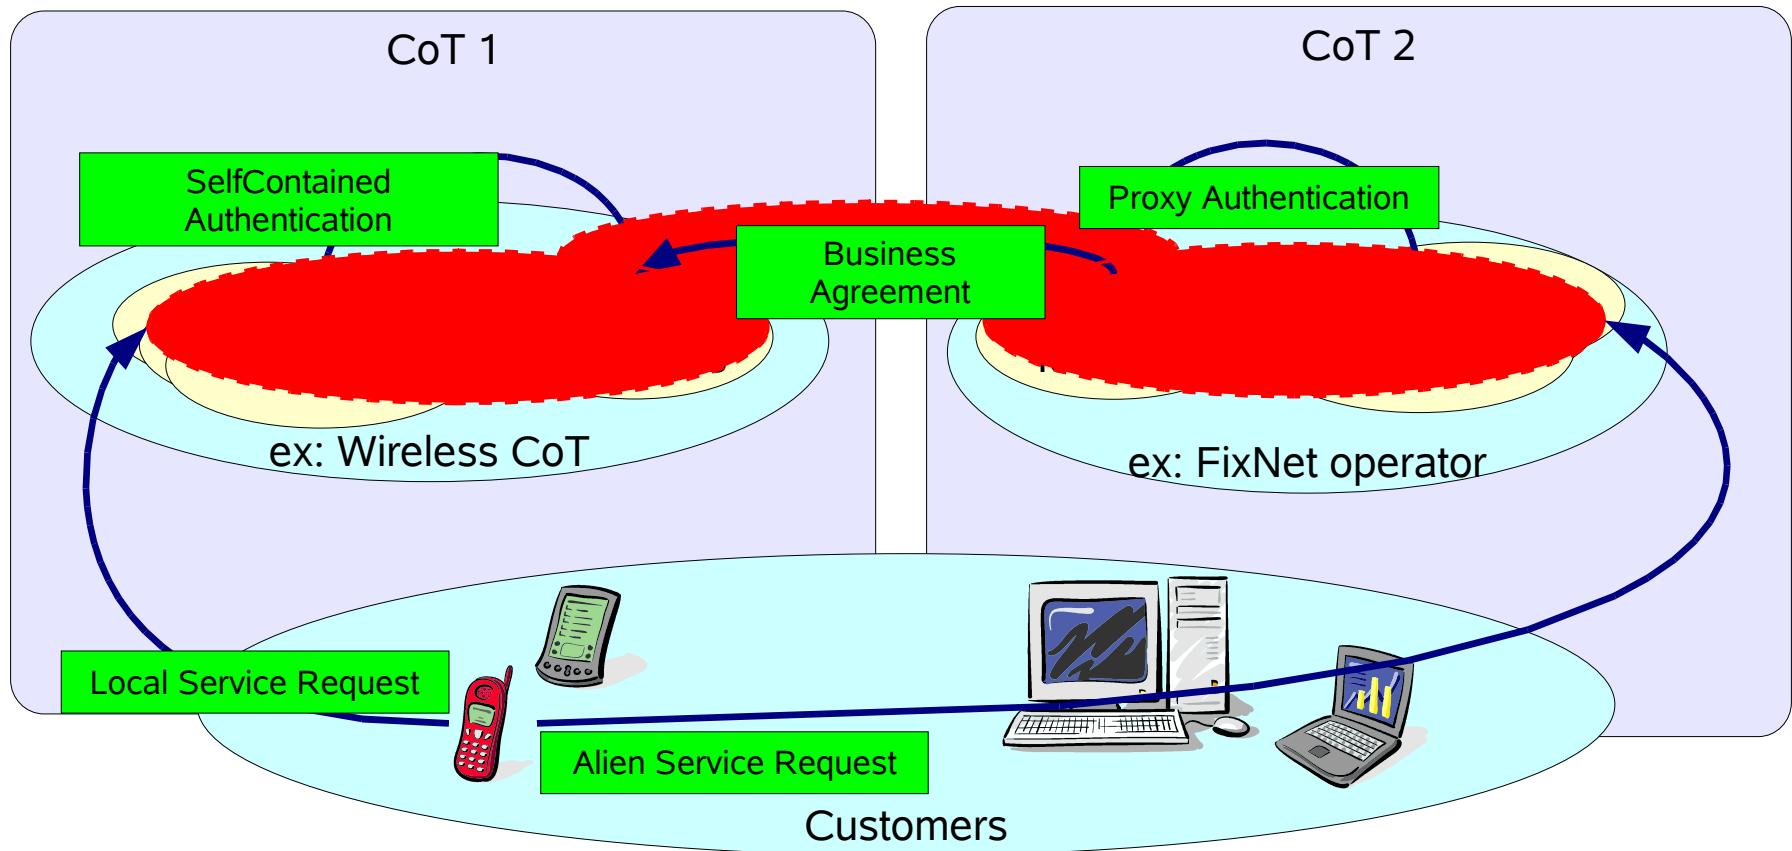 CoT 1
CoT 2
SelfContained
Authentication
Proxy Authentication
Business
Agreement
ex: Wireless CoT
ex: FixNet operator
Local Service Request
Alien Service Request
Customers